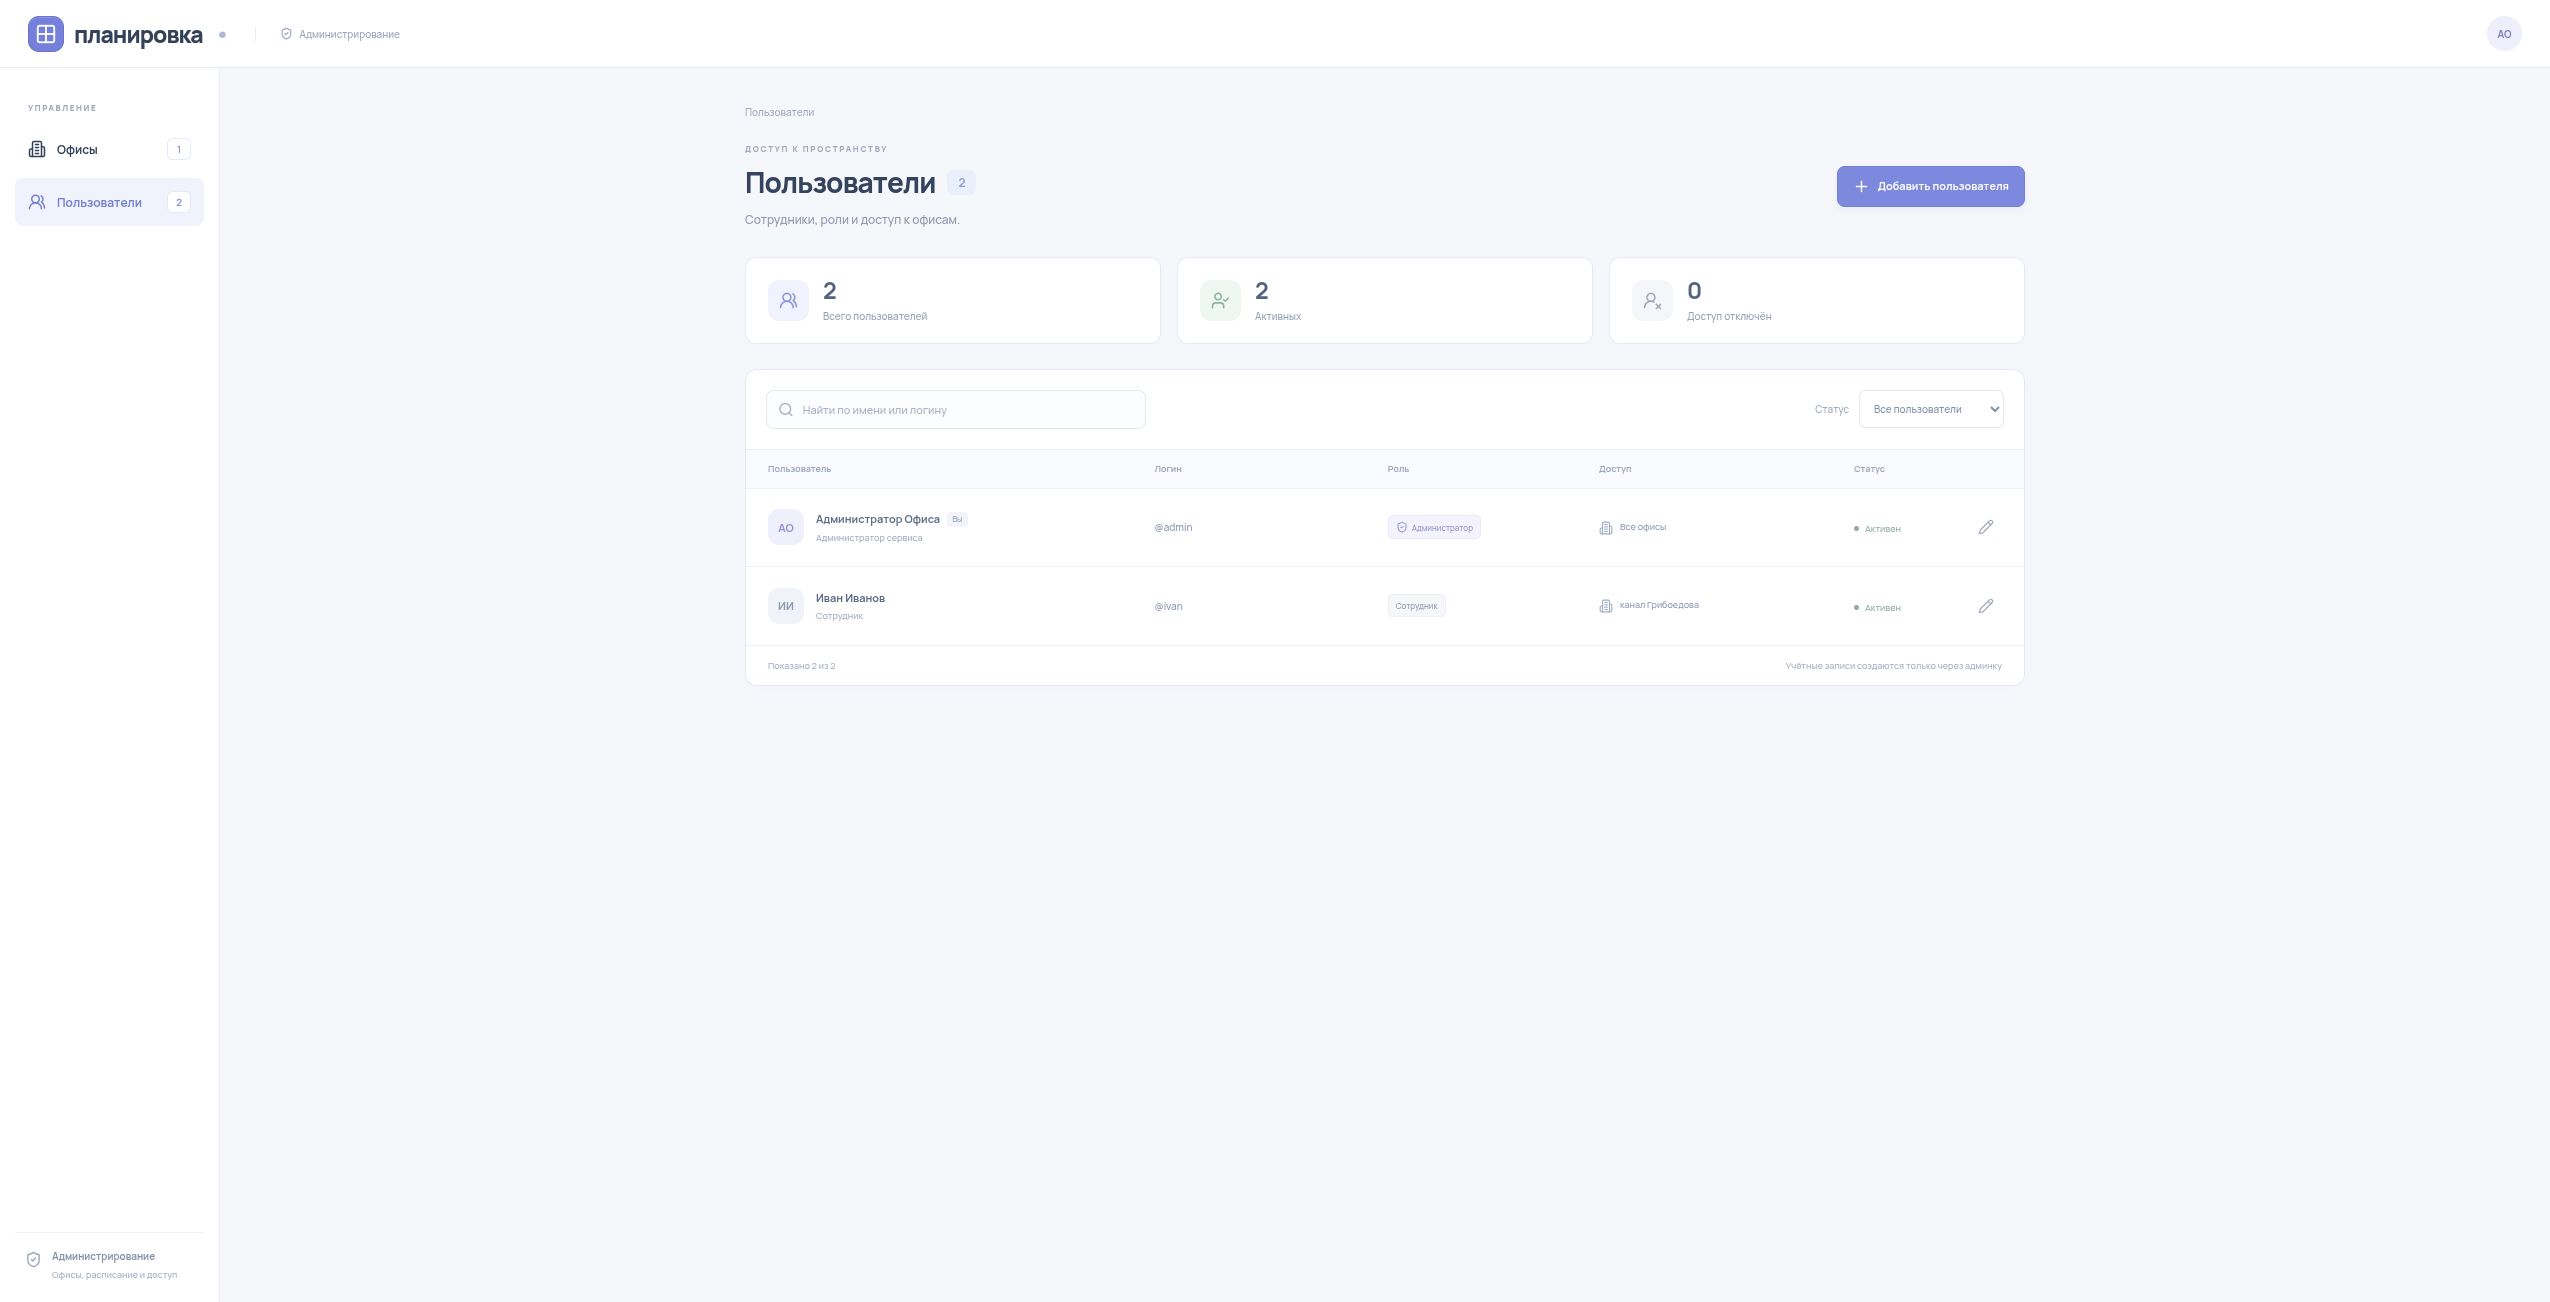 планировка
Администрирование
АО
УПРАВЛЕНИЕ
Офисы 1
Пользователи 2
Пользователи
ДОСТУП К ПРОСТРАНСТВУ
Пользователи 2
Сотрудники, роли и доступ к офисам.
Добавить пользователя
2
Всего пользователей
2
Активных
0
Доступ отключён
Найти по имени или логину
Статус Все пользователи
Пользователь Логин Роль Доступ Статус
АО Администратор Офиса Вы
Администратор сервиса
@admin Администратор Все офисы Активен
ИИ Иван Иванов
Сотрудник
@ivan Сотрудник канал Грибоедова Активен
Показано 2 из 2
Учётные записи создаются только через админку
Администрирование
Офисы, расписание и доступ